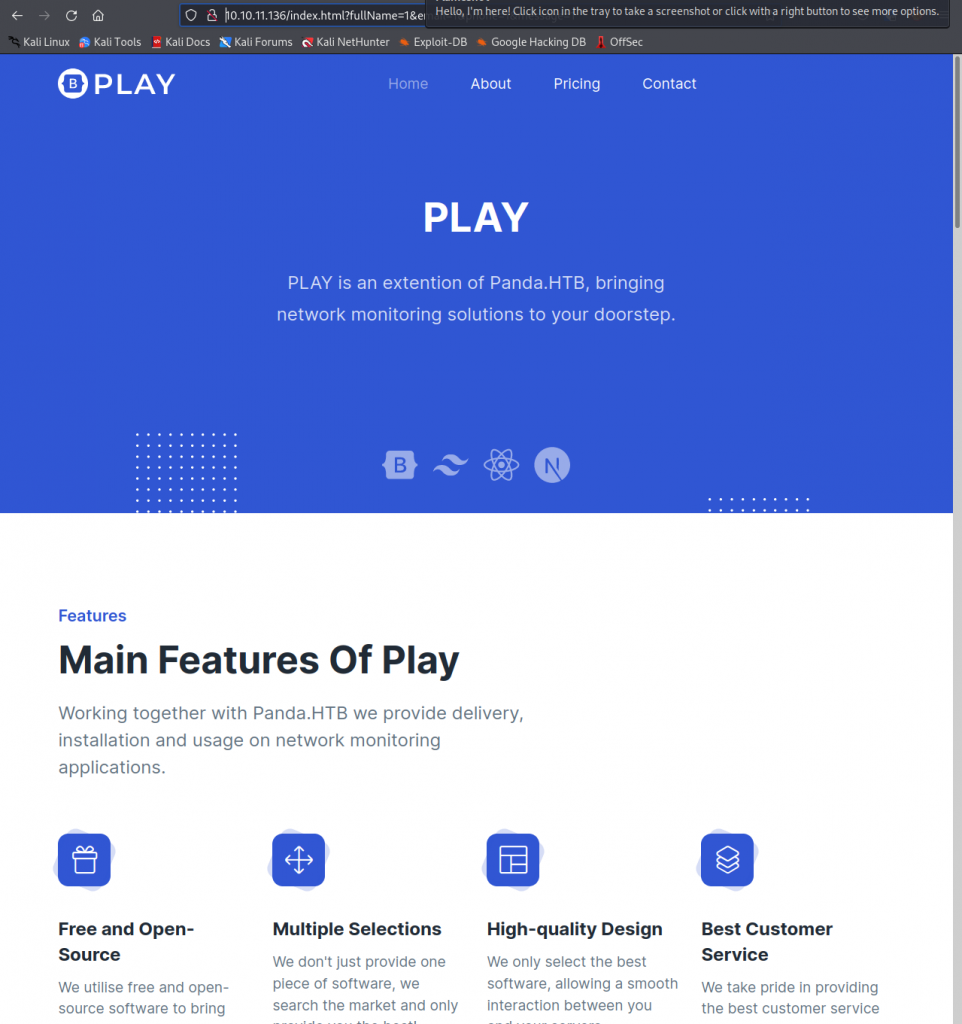 10.10.11.136/index.html?fullName=1&e
Hello, I'm here! Click icon in the tray to take a screenshot or click with a right button to see more options.
Kali Linux Kali Tools Kali Docs Kali Forums Kali NetHunter Exploit-DB Google Hacking DB OffSec
B PLAY Home About Pricing Contact
PLAY
PLAY is an extention of Panda.HTB, bringing
network monitoring solutions to your doorstep.
B N
Features
Main Features Of Play
Working together with Panda.HTB we provide delivery,
installation and usage on network monitoring
applications.
Free and Open-
Source
We utilise free and open-
source software to bring
Multiple Selections
We don't just provide one
piece of software, we
search the market and only
provide you the best!
High-quality Design
We only select the best
software, allowing a smooth
interaction between you
and your servers
Best Customer
Service
We take pride in providing
the best customer service